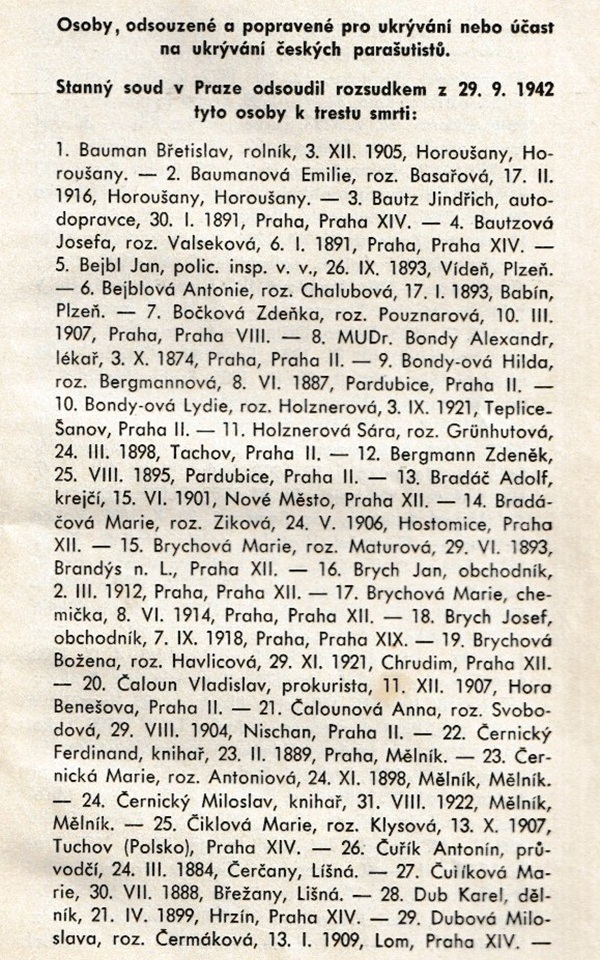 Osoby, odsouzené a popravené pro ukrývání nebo účast
na ukrývání českých parašutistů.
Stanný soud v Praze odsoudil rozsudkem z 29. 9. 1942
tyto osoby k trestu smrti:
1. Bauman Břetislav, rolník, 3. XII. 1905, Horoušany, Ho-
roušany. — 2. Baumanová Emilie, roz. Basařová, 17. II.
1916, Horoušany, Horoušany. — 3. Bautz Jindřich, auto-
dopravce, 30. I. 1891, Praha, Praha XIV. — 4. Bautzová
Josefa, roz. Valseková, 6. I. 1891, Praha, Praha XIV. —
5. Bejbl Jan, polic. insp. v. v., 26. IX. 1893, Vídeň, Plzeň.
— 6. Bejblová Antonie, roz. Chalubová, 17. I. 1893, Babín,
Plzeň. — 7. Bočková Zdeňka, roz. Pouznarová, 10. III.
1907, Praha, Praha VIII. — 8. MUDr. Bondy Alexandr,
lékař, 3. X. 1874, Praha, Praha II. — 9. Bondy-ová Hilda,
roz. Bergmannová, 8. VI. 1887, Pardubice, Praha II. —
10. Bondy-ová Lydie, roz. Holznerová, 3. IX. 1921, Teplice-
Šanov, Praha II. — 11. Holznerová Sára, roz. Grünhutová,
24. III. 1898, Tachov, Praha II. — 12. Bergmann Zdeněk,
25. VIII. 1895, Pardubice, Praha II. — 13. Bradáč Adolf,
krejčí, 15. VI. 1901, Nové Město, Praha XII. — 14. Bradá-
čová Marie, roz. Ziková, 24. V. 1906, Hostomice, Praha
XII. — 15. Brychová Marie, roz. Maturová, 29. VI. 1893,
Brandýs n. L., Praha XII. — 16. Brych Jan, obchodník,
2. III. 1912, Praha, Praha XII. — 17. Brychová Marie, che-
mička, 8. VI. 1914, Praha, Praha XII. — 18. Brych Josef,
obchodník, 7. IX. 1918, Praha, Praha XIX. — 19. Brychová
Božena, roz. Havlicová, 29. XI. 1921, Chrudim, Praha XII.
— 20. Čaloun Vladislav, prokurista, 11. XII. 1907, Hora
Benešova, Praha II. — 21. Čalounová Anna, roz. Svobo-
dová, 29. VIII. 1904, Nischan, Praha II. — 22. Černický
Ferdinand, knihař, 23. II. 1889, Praha, Mělník. — 23. Čer-
nická Marie, roz. Antoniová, 24. XI. 1898, Mělník, Mělník.
— 24. Černický Miloslav, knihař, 31. VIII. 1922, Mělník,
Mělník. — 25. Čiklová Marie, roz. Klysová, 13. X. 1907,
Tuchov (Polsko), Praha XIV. — 26. Čuřík Antonín, prů-
vodčí, 24. III. 1884, Čerčany, Lišná. — 27. Čuříková Ma-
rie, 30. VII. 1888, Břežany, Lišná. — 28. Dub Karel, děl-
ník, 21. IV. 1899, Hrzín, Praha XIV. — 29. Dubová Milo-
slava, roz. Čermáková, 13. I. 1909, Lom, Praha XIV. —